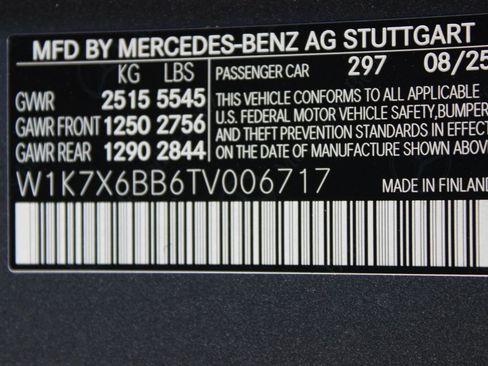 MFD BY MERCEDES-BENZ AG STUTTGART
KG LBS PASSENGER CAR 297 08/25
GVWR 2515 5545 THIS VEHICLE CONFORMS TO ALL APPLICABLE
GAWR FRONT 1250 2756 U.S. FEDERAL MOTOR VEHICLE SAFETY,BUMPER
GAWR REAR 1290 2844 AND THEFT PREVENTION STANDARDS IN EFFECT
ON THE DATE OF MANUFACTURE SHOWN ABOVE
W1K7X6BB6TV006717 MADE IN FINLAND